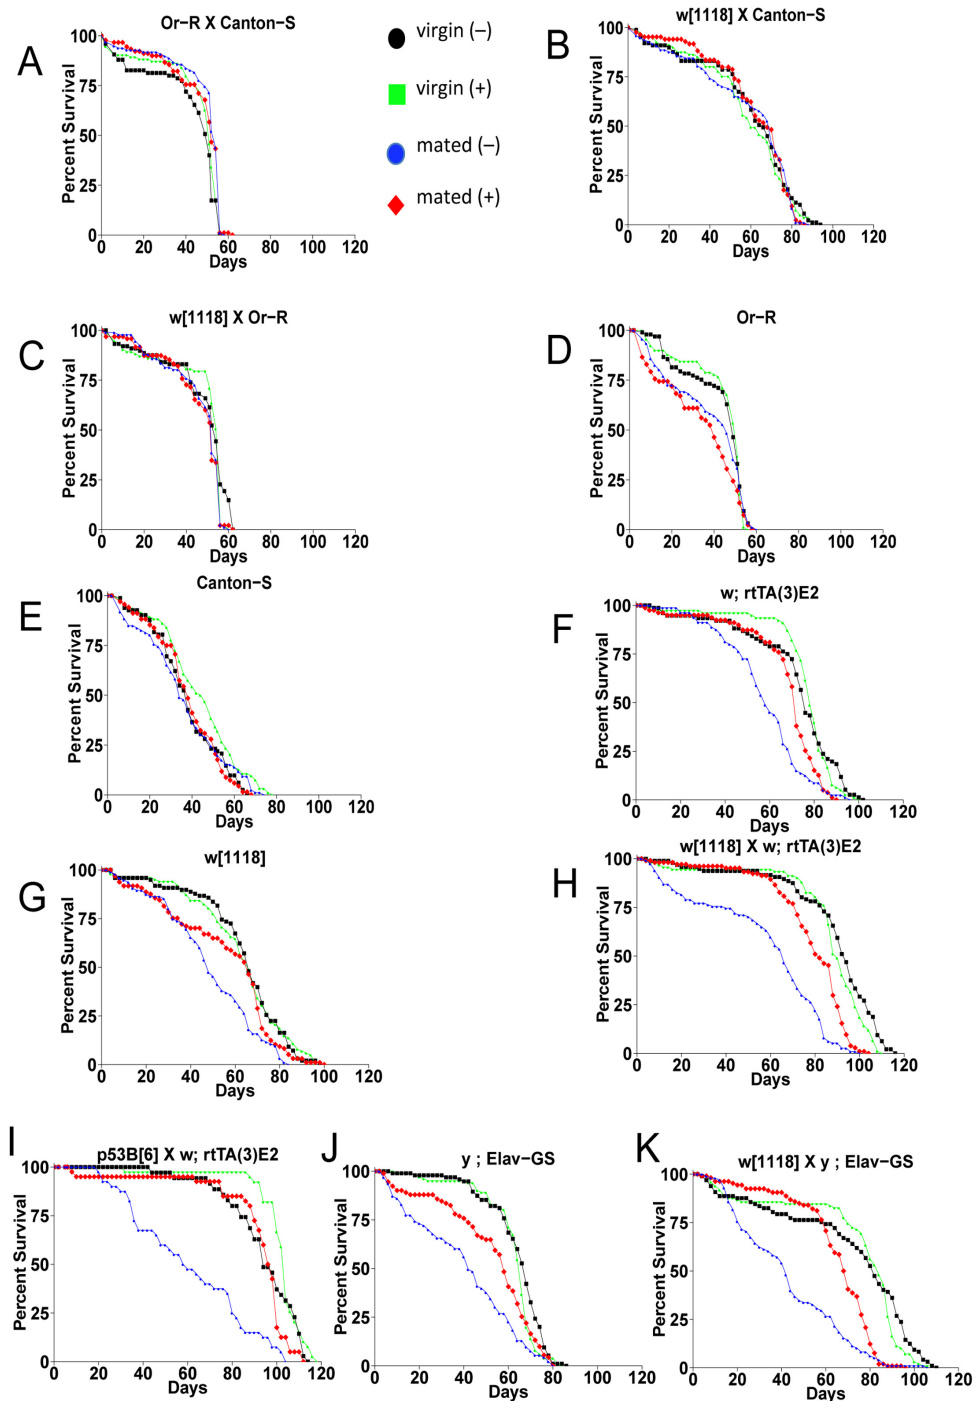 A
Or-R X Canton-S
Percent Survival
100
75
50
25
0
0 20 40 60 80 100 120
Days
virgin (-)
virgin (+)
mated (-)
mated (+)
B
w[1118] X Canton-S
Percent Survival
100
75
50
25
0
0 20 40 60 80 100 120
Days
C
w[1118] X Or-R
Percent Survival
100
75
50
25
0
0 20 40 60 80 100 120
Days
D
Or-R
Percent Survival
100
75
50
25
0
0 20 40 60 80 100 120
Days
E
Canton-S
Percent Survival
100
75
50
25
0
0 20 40 60 80 100 120
Days
F
w; rtTA(3)E2
Percent Survival
100
75
50
25
0
0 20 40 60 80 100 120
Days
G
w[1118]
Percent Survival
100
75
50
25
0
0 20 40 60 80 100 120
Days
H
w[1118] X w; rtTA(3)E2
Percent Survival
100
75
50
25
0
0 20 40 60 80 100 120
Days
I
p53B[6] X w; rtTA(3)E2
Percent Survival
100
75
50
25
0
0 20 40 60 80 100 120
Days
J
y ; Elav-GS
Percent Survival
100
75
50
25
0
0 20 40 60 80 100 120
Days
K
w[1118] X y ; Elav-GS
Percent Survival
100
75
50
25
0
0 20 40 60 80 100 120
Days